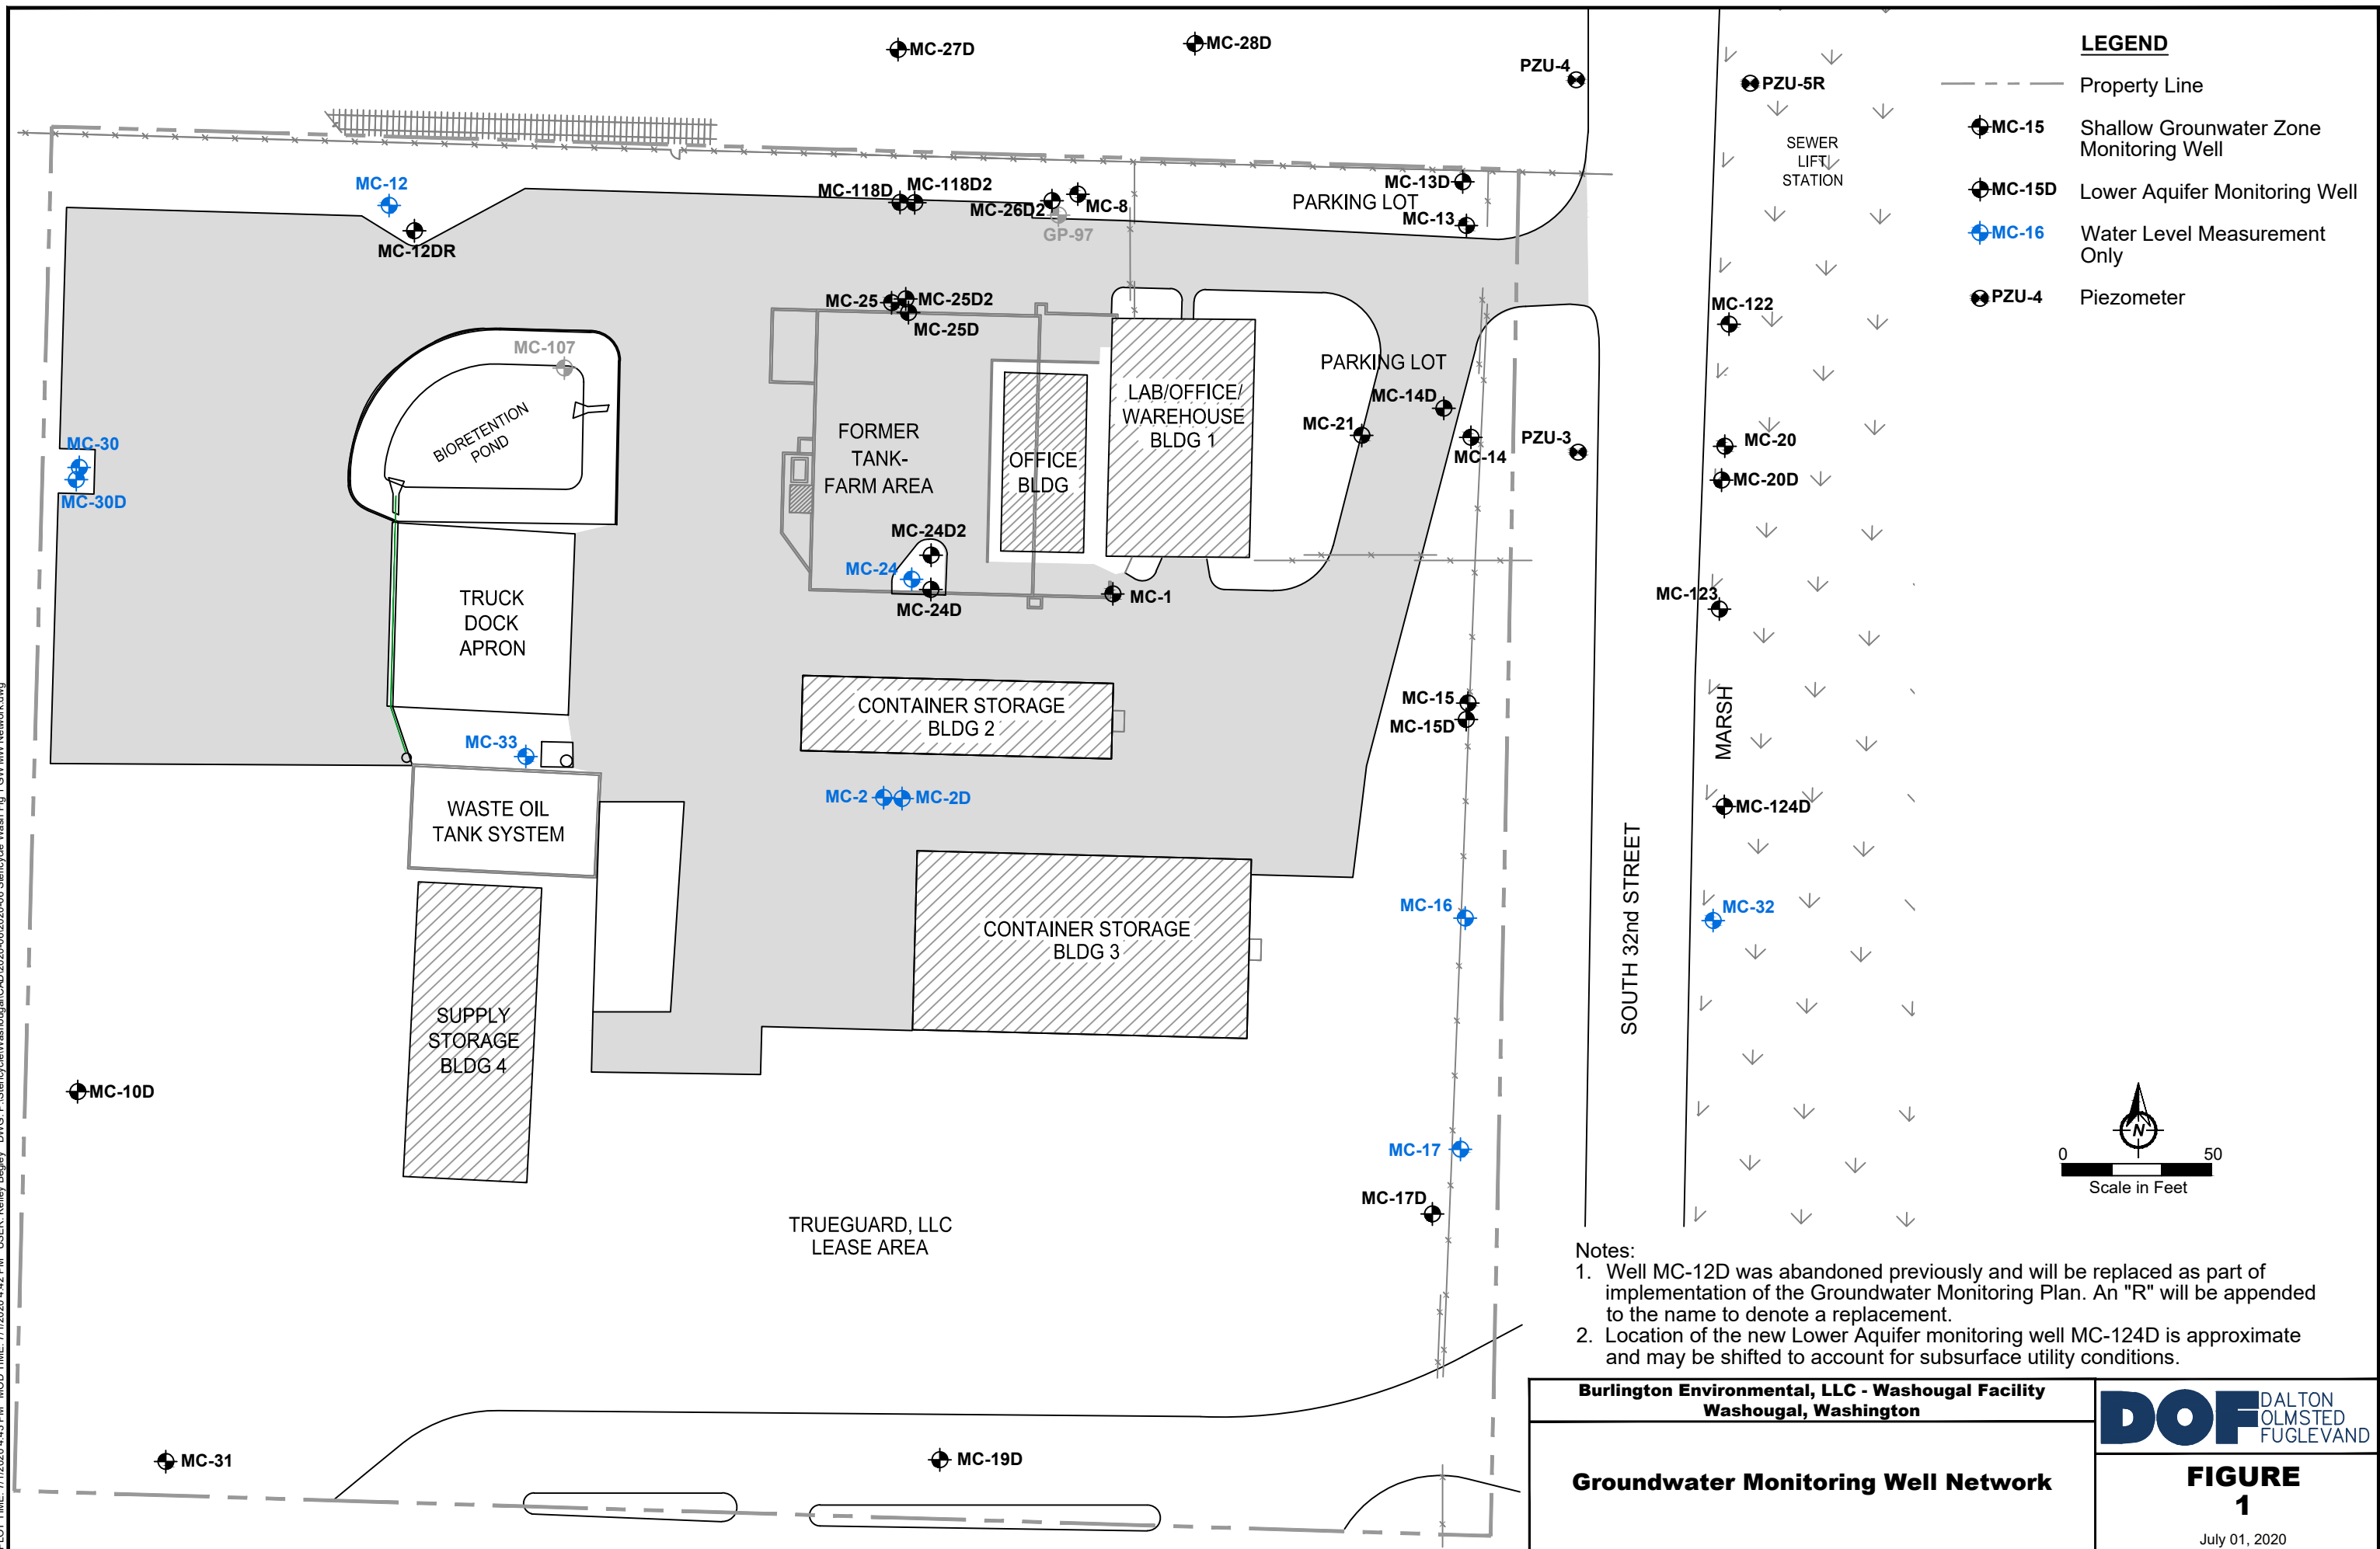 MC-27D
MC-28D
PZU-4
PZU-5R
SEWER
LIFT
STATION
LEGEND
Property Line
MC-15
Shallow Grounwater Zone
Monitoring Well
MC-15D
Lower Aquifer Monitoring Well
MC-16
Water Level Measurement
Only
PZU-4
Piezometer
MC-12
MC-12DR
MC-118D
MC-118D2
MC-26D2
MC-8
GP-97
PARKING LOT
MC-13D
MC-13
MC-25
MC-25D2
MC-25D
MC-107
BIORETENTION
POND
MC-30
MC-30D
FORMER
TANK-
FARM AREA
OFFICE
BLDG
LAB/OFFICE/
WAREHOUSE
BLDG 1
PARKING LOT
MC-14D
MC-21
MC-14
PZU-3
MC-122
MC-20
MC-20D
MC-24D2
MC-24
MC-24D
MC-1
MC-123
TRUCK
DOCK
APRON
CONTAINER STORAGE
BLDG 2
MC-15
MC-15D
MARSH
MC-33
MC-2
MC-2D
MC-124D
WASTE OIL
TANK SYSTEM
CONTAINER STORAGE
BLDG 3
MC-16
MC-32
SOUTH 32nd STREET
SUPPLY
STORAGE
BLDG 4
MC-10D
MC-17
MC-17D
TRUEGUARD, LLC
LEASE AREA
N
0 50
Scale in Feet
MC-31
MC-19D
Notes:
1. Well MC-12D was abandoned previously and will be replaced as part of
implementation of the Groundwater Monitoring Plan. An "R" will be appended
to the name to denote a replacement.
2. Location of the new Lower Aquifer monitoring well MC-124D is approximate
and may be shifted to account for subsurface utility conditions.
Burlington Environmental, LLC - Washougal Facility
Washougal, Washington
Groundwater Monitoring Well Network
DOF
DALTON
OLMSTED
FUGLEVAND
FIGURE
1
July 01, 2020